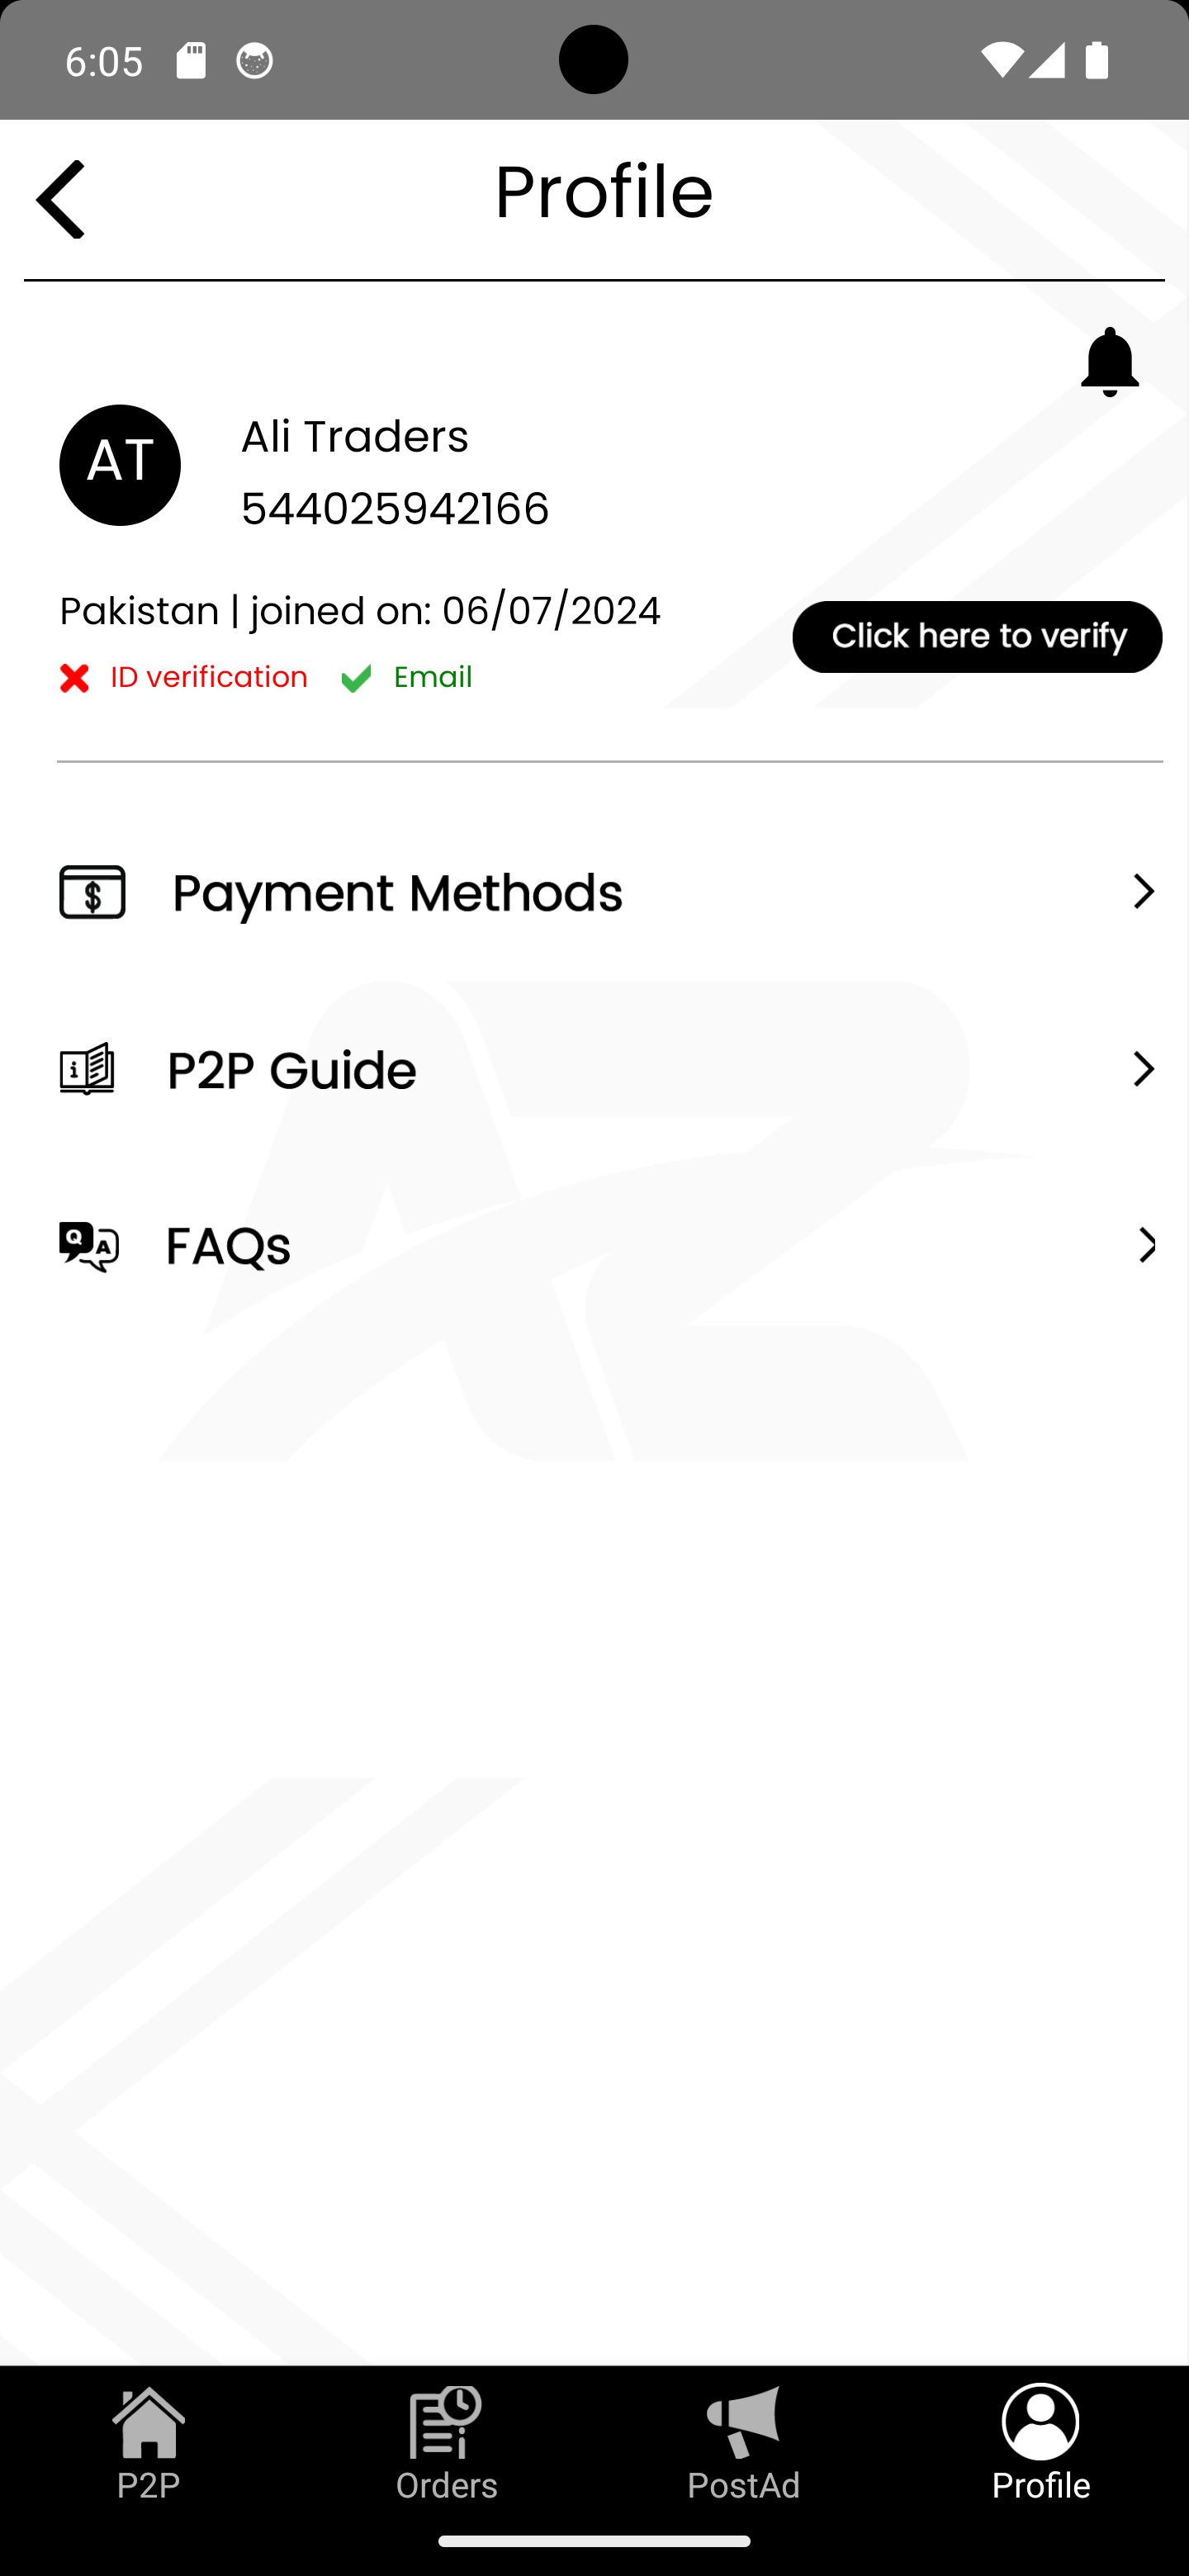 6:05
Profile
AT
Ali Traders
544025942166
Pakistan | joined on: 06/07/2024
Click here to verify
ID verification
Email
$
Payment Methods
i
P2P Guide
Q
A
FAQs
AZ
P2P
Orders
PostAd
Profile